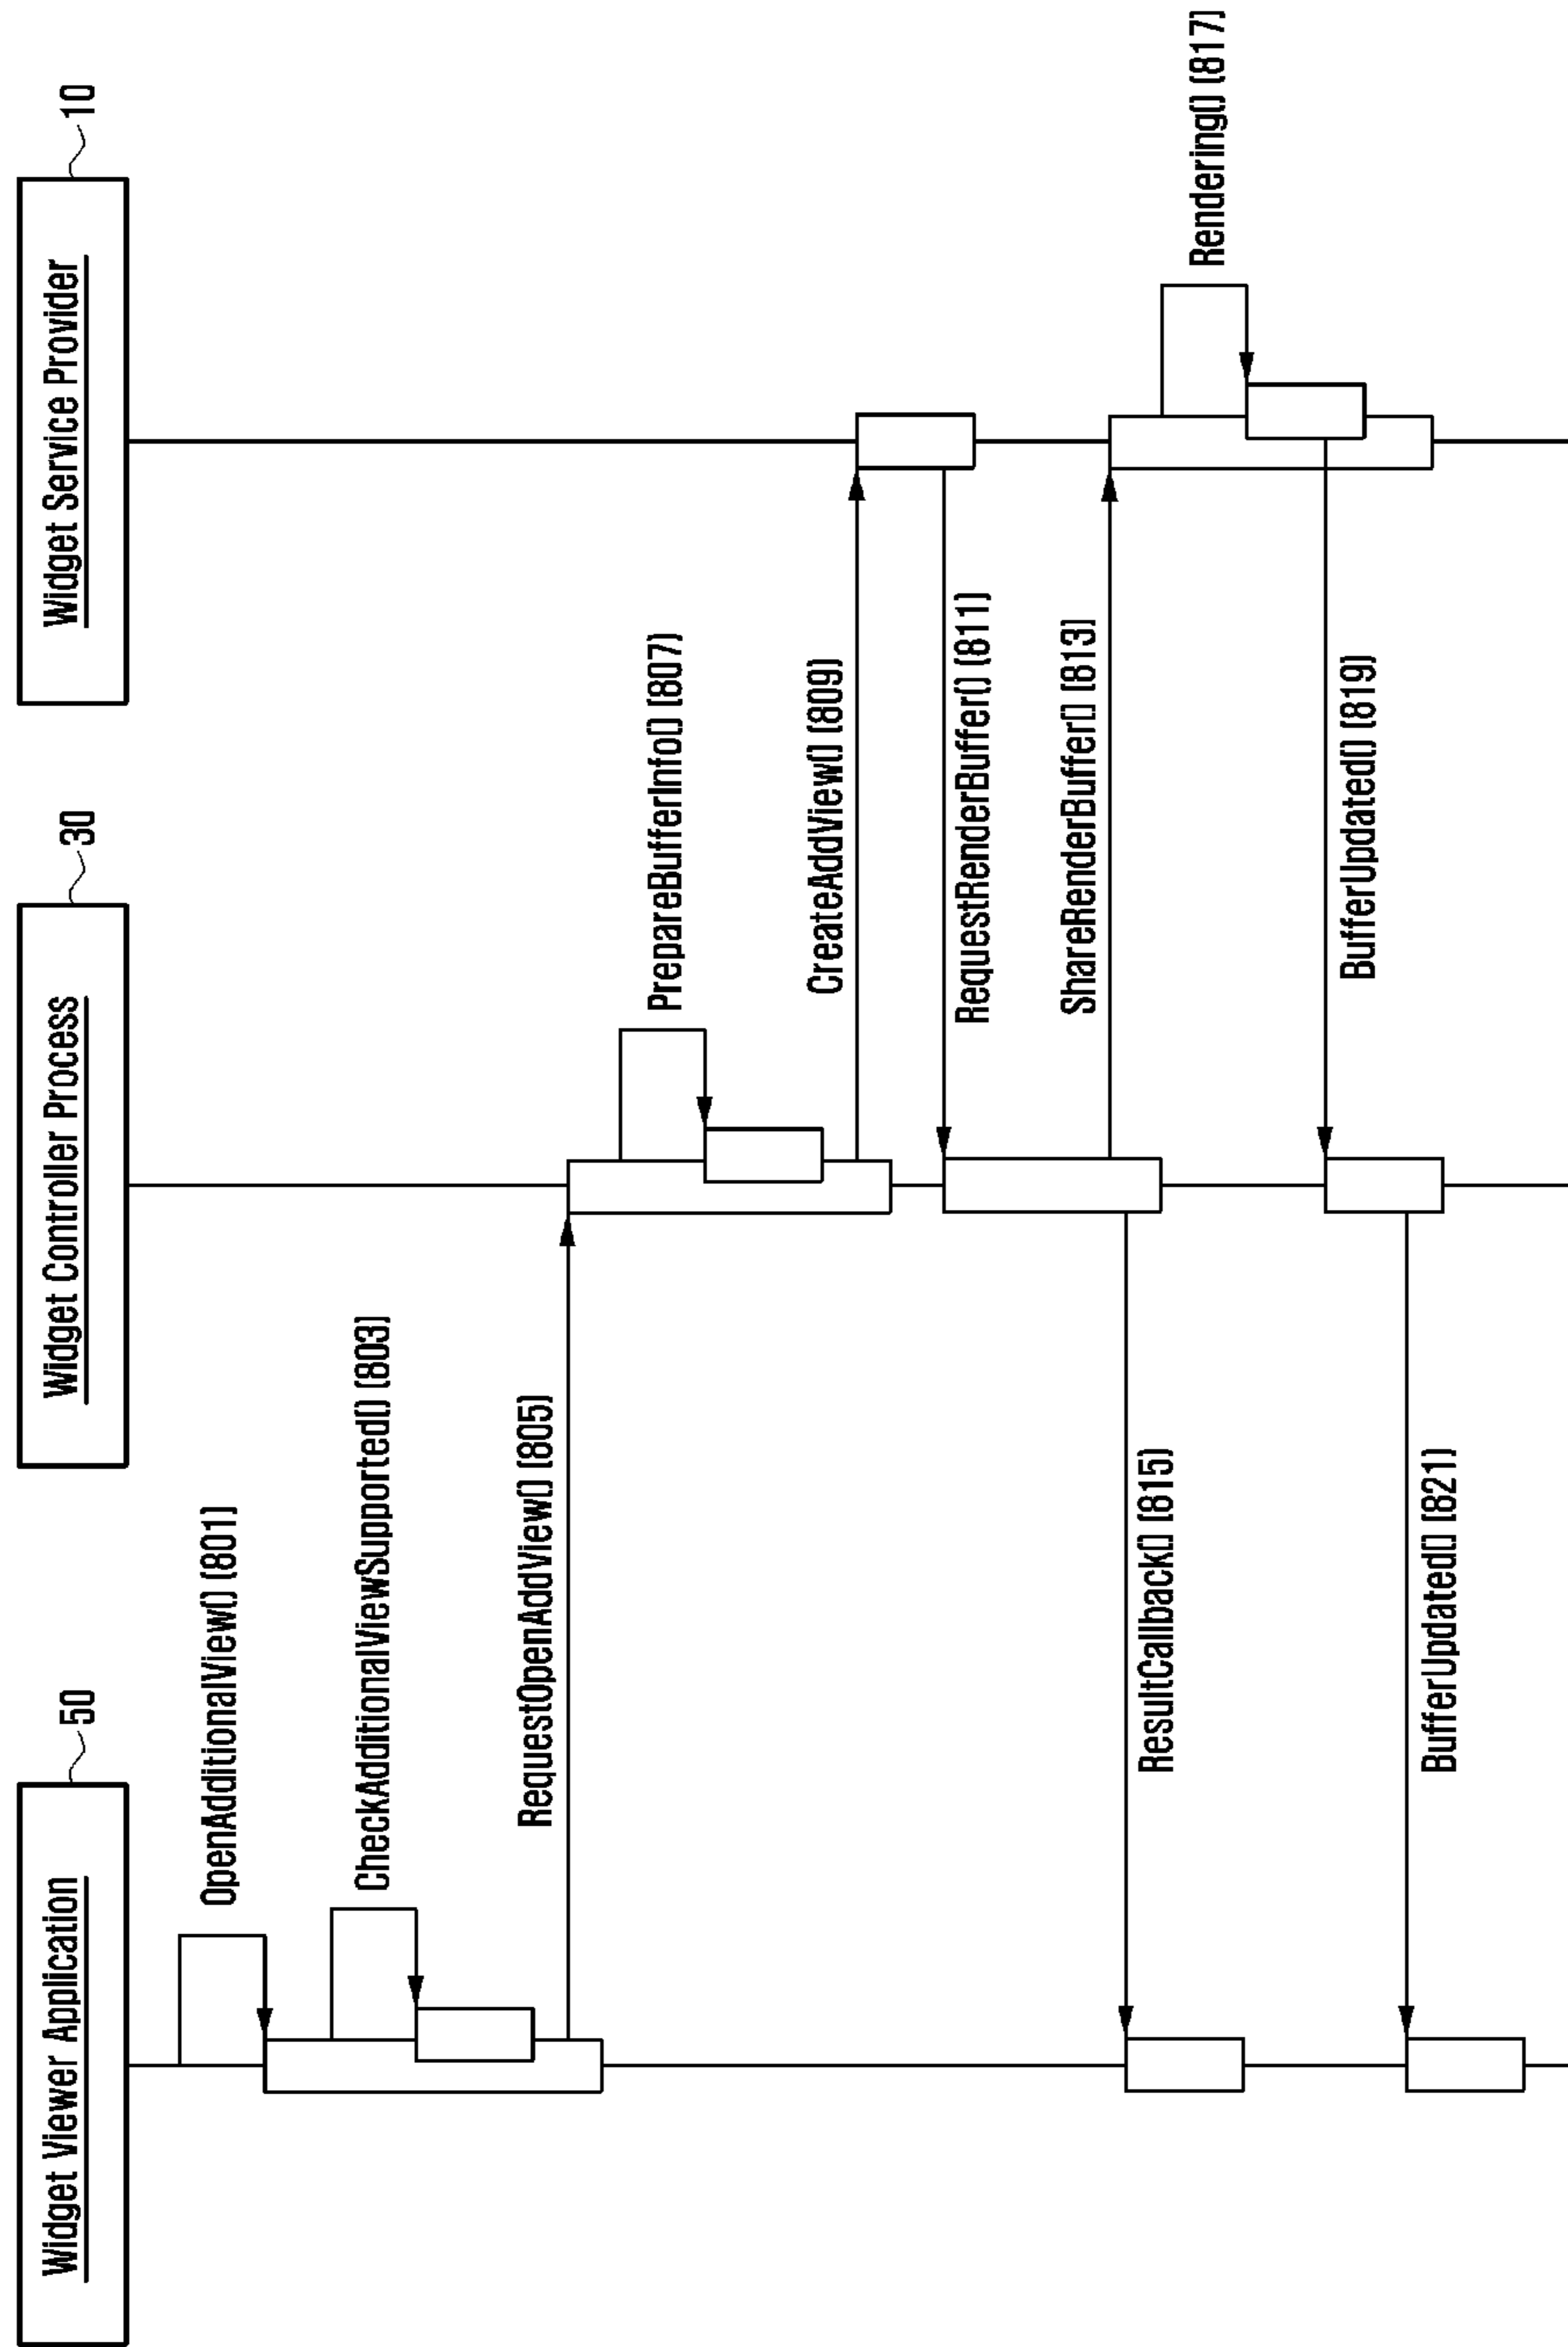 Widget Viewer Application
50
Widget Controller Process
30
Widget Service Provider
10
OpenAdditionalView() (801)
CheckAdditionalViewSupported() (803)
RequestOpenAddView() (805)
PrepareBufferInfo() (807)
CreateAddView() (809)
RequestRenderBuffer() (811)
ShareRenderBuffer() (813)
ResultCallback() (815)
Rendering() (817)
BufferUpdated() (819)
BufferUpdated() (821)